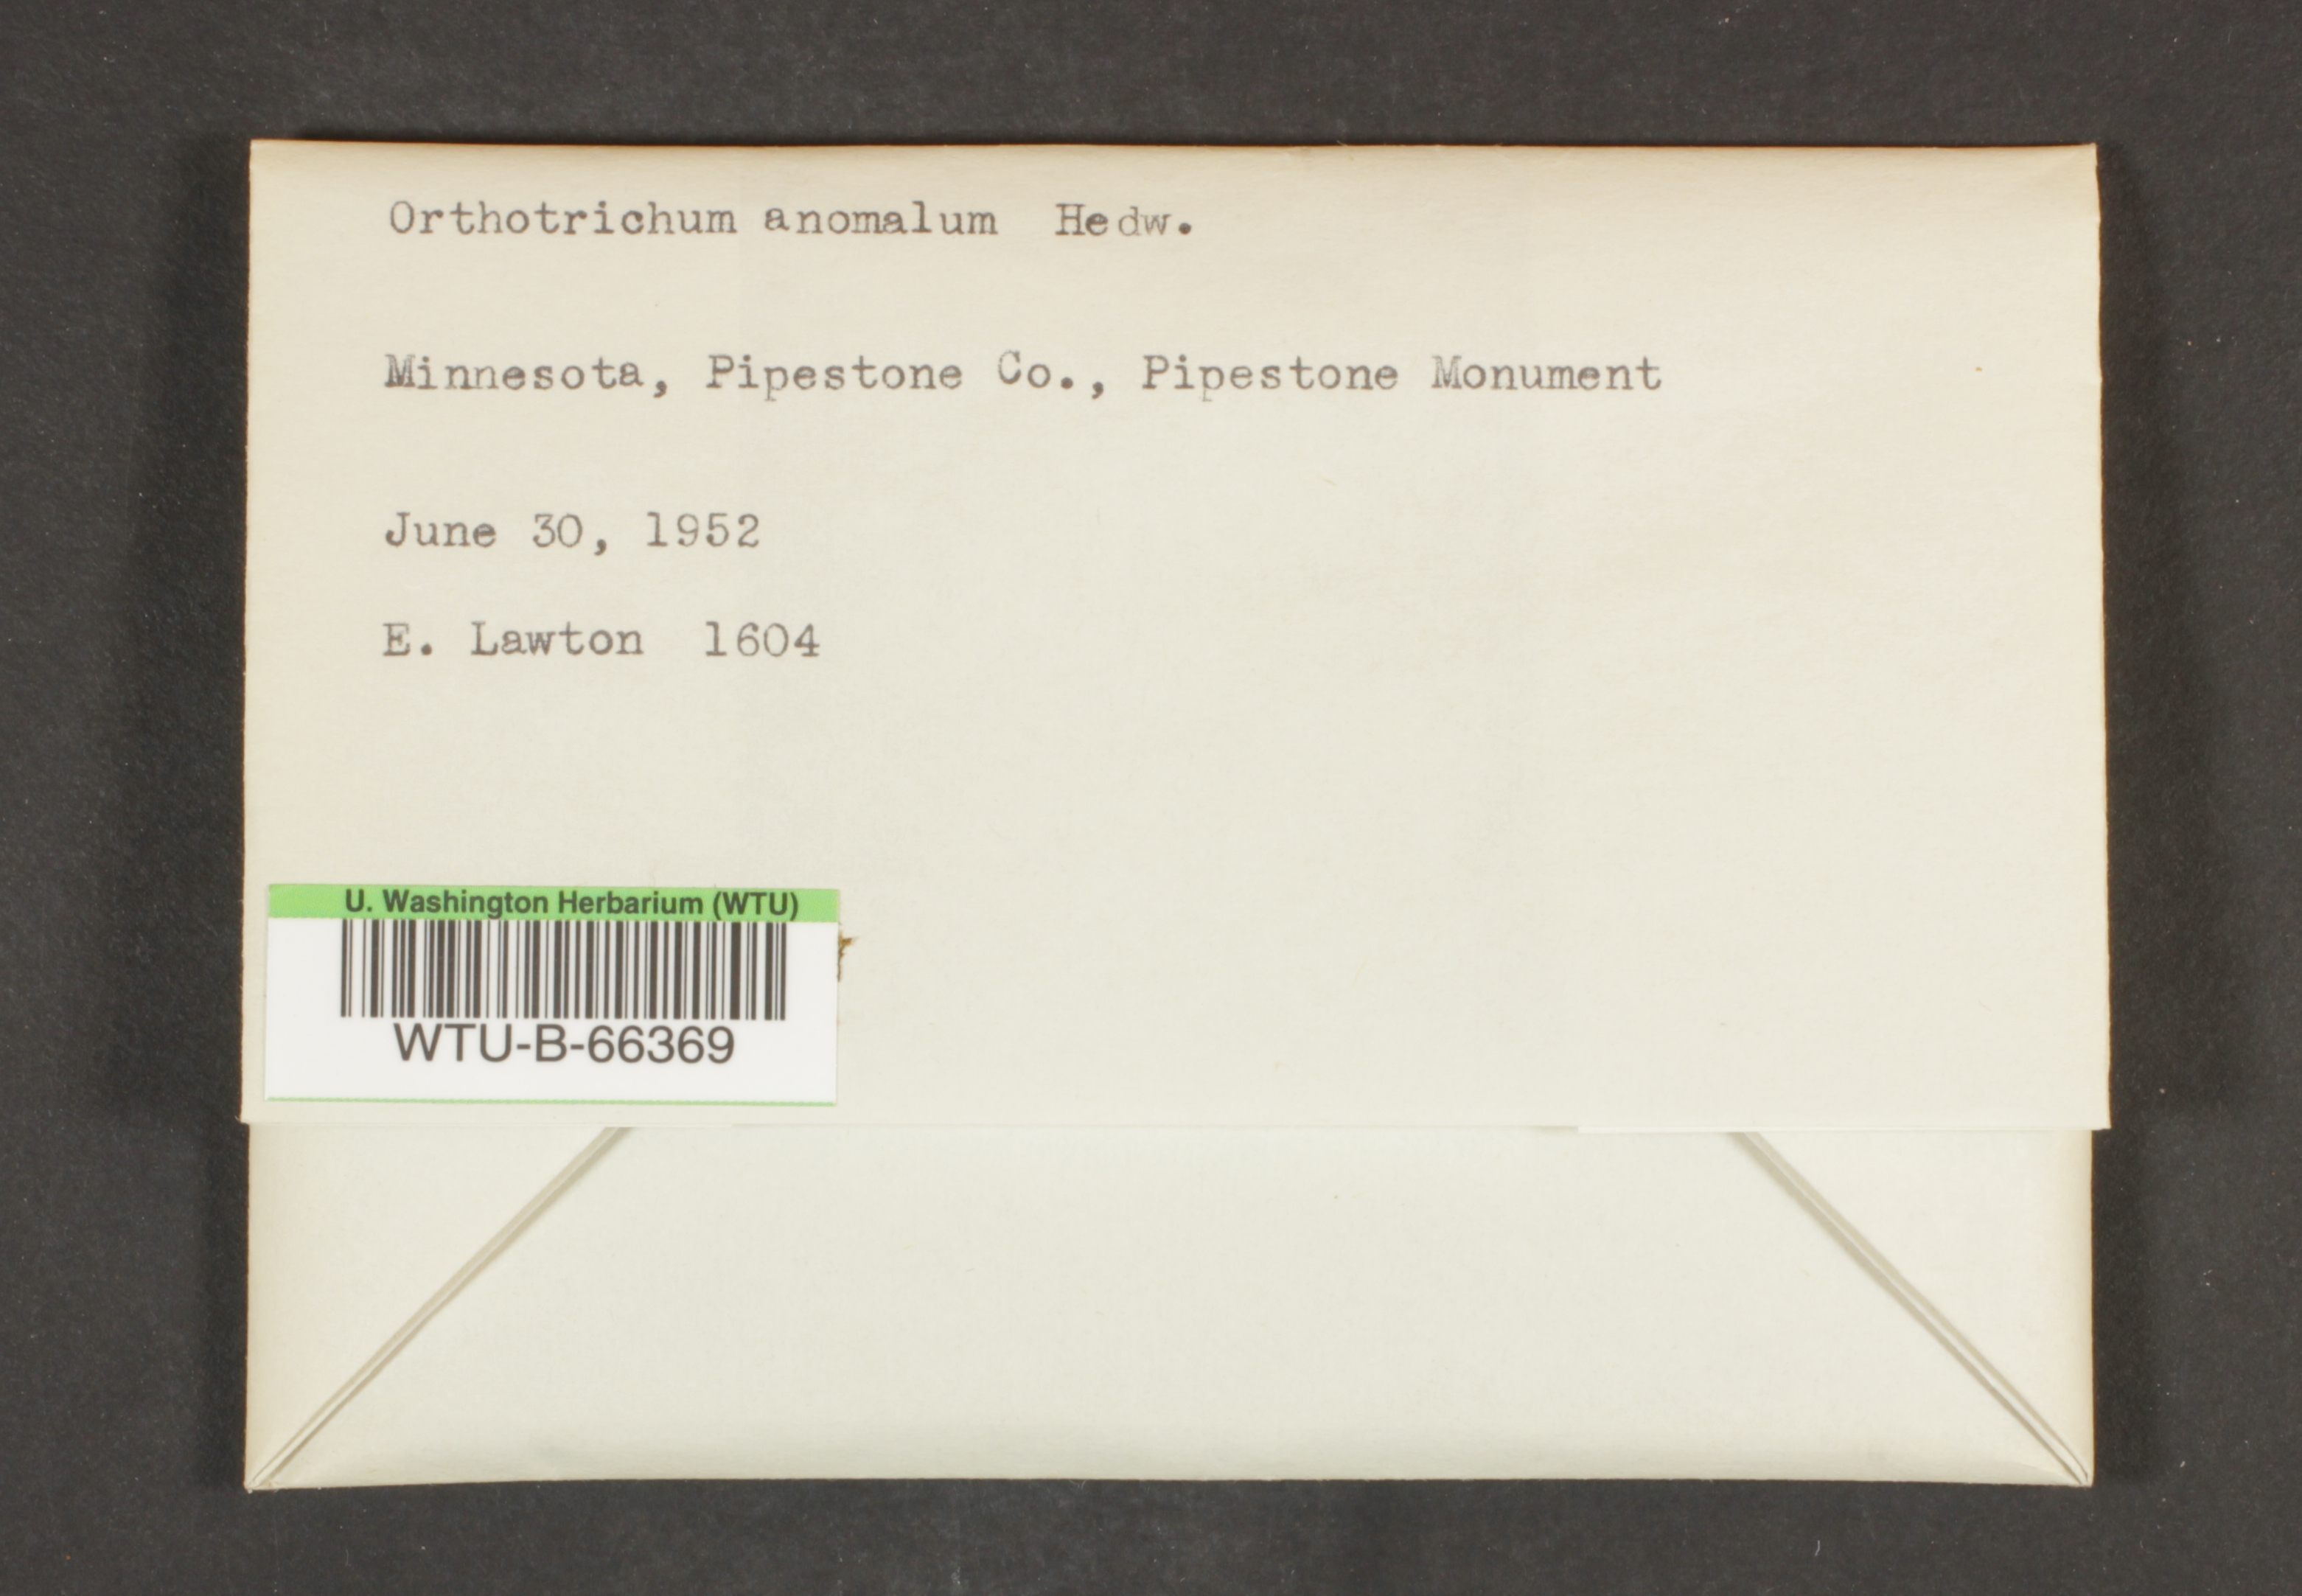 Orthotrichum anomalum Hedw.
Minnesota, Pipestone Co., Pipestone Monument
June 30, 1952
E. Lawton 1604
U. Washington Herbarium (WTU)
WTU-B-66369